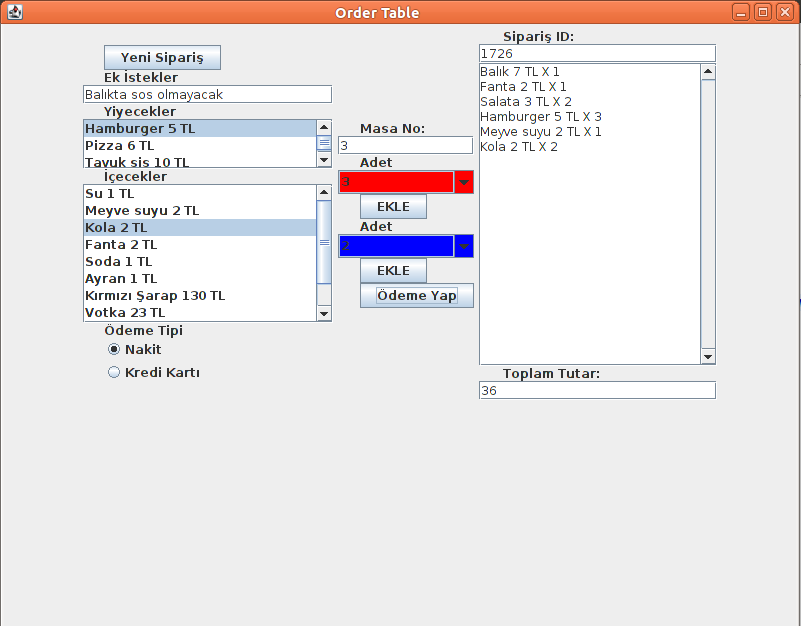 Order Table
Yeni Sipariş
Ek İstekler
Balıkta sos olmayacak
Yiyecekler
Hamburger 5 TL
Pizza 6 TL
Tavuk şiş 10 TL
İçecekler
Su 1 TL
Meyve suyu 2 TL
Kola 2 TL
Fanta 2 TL
Soda 1 TL
Ayran 1 TL
Kırmızı Şarap 130 TL
Votka 23 TL
Ödeme Tipi
Nakit
Kredi Kartı
Masa No:
3
Adet
3
EKLE
Adet
2
EKLE
Ödeme Yap
Sipariş ID:
1726
Balık 7 TL X 1
Fanta 2 TL X 1
Salata 3 TL X 2
Hamburger 5 TL X 3
Meyve suyu 2 TL X 1
Kola 2 TL X 2
Toplam Tutar:
36